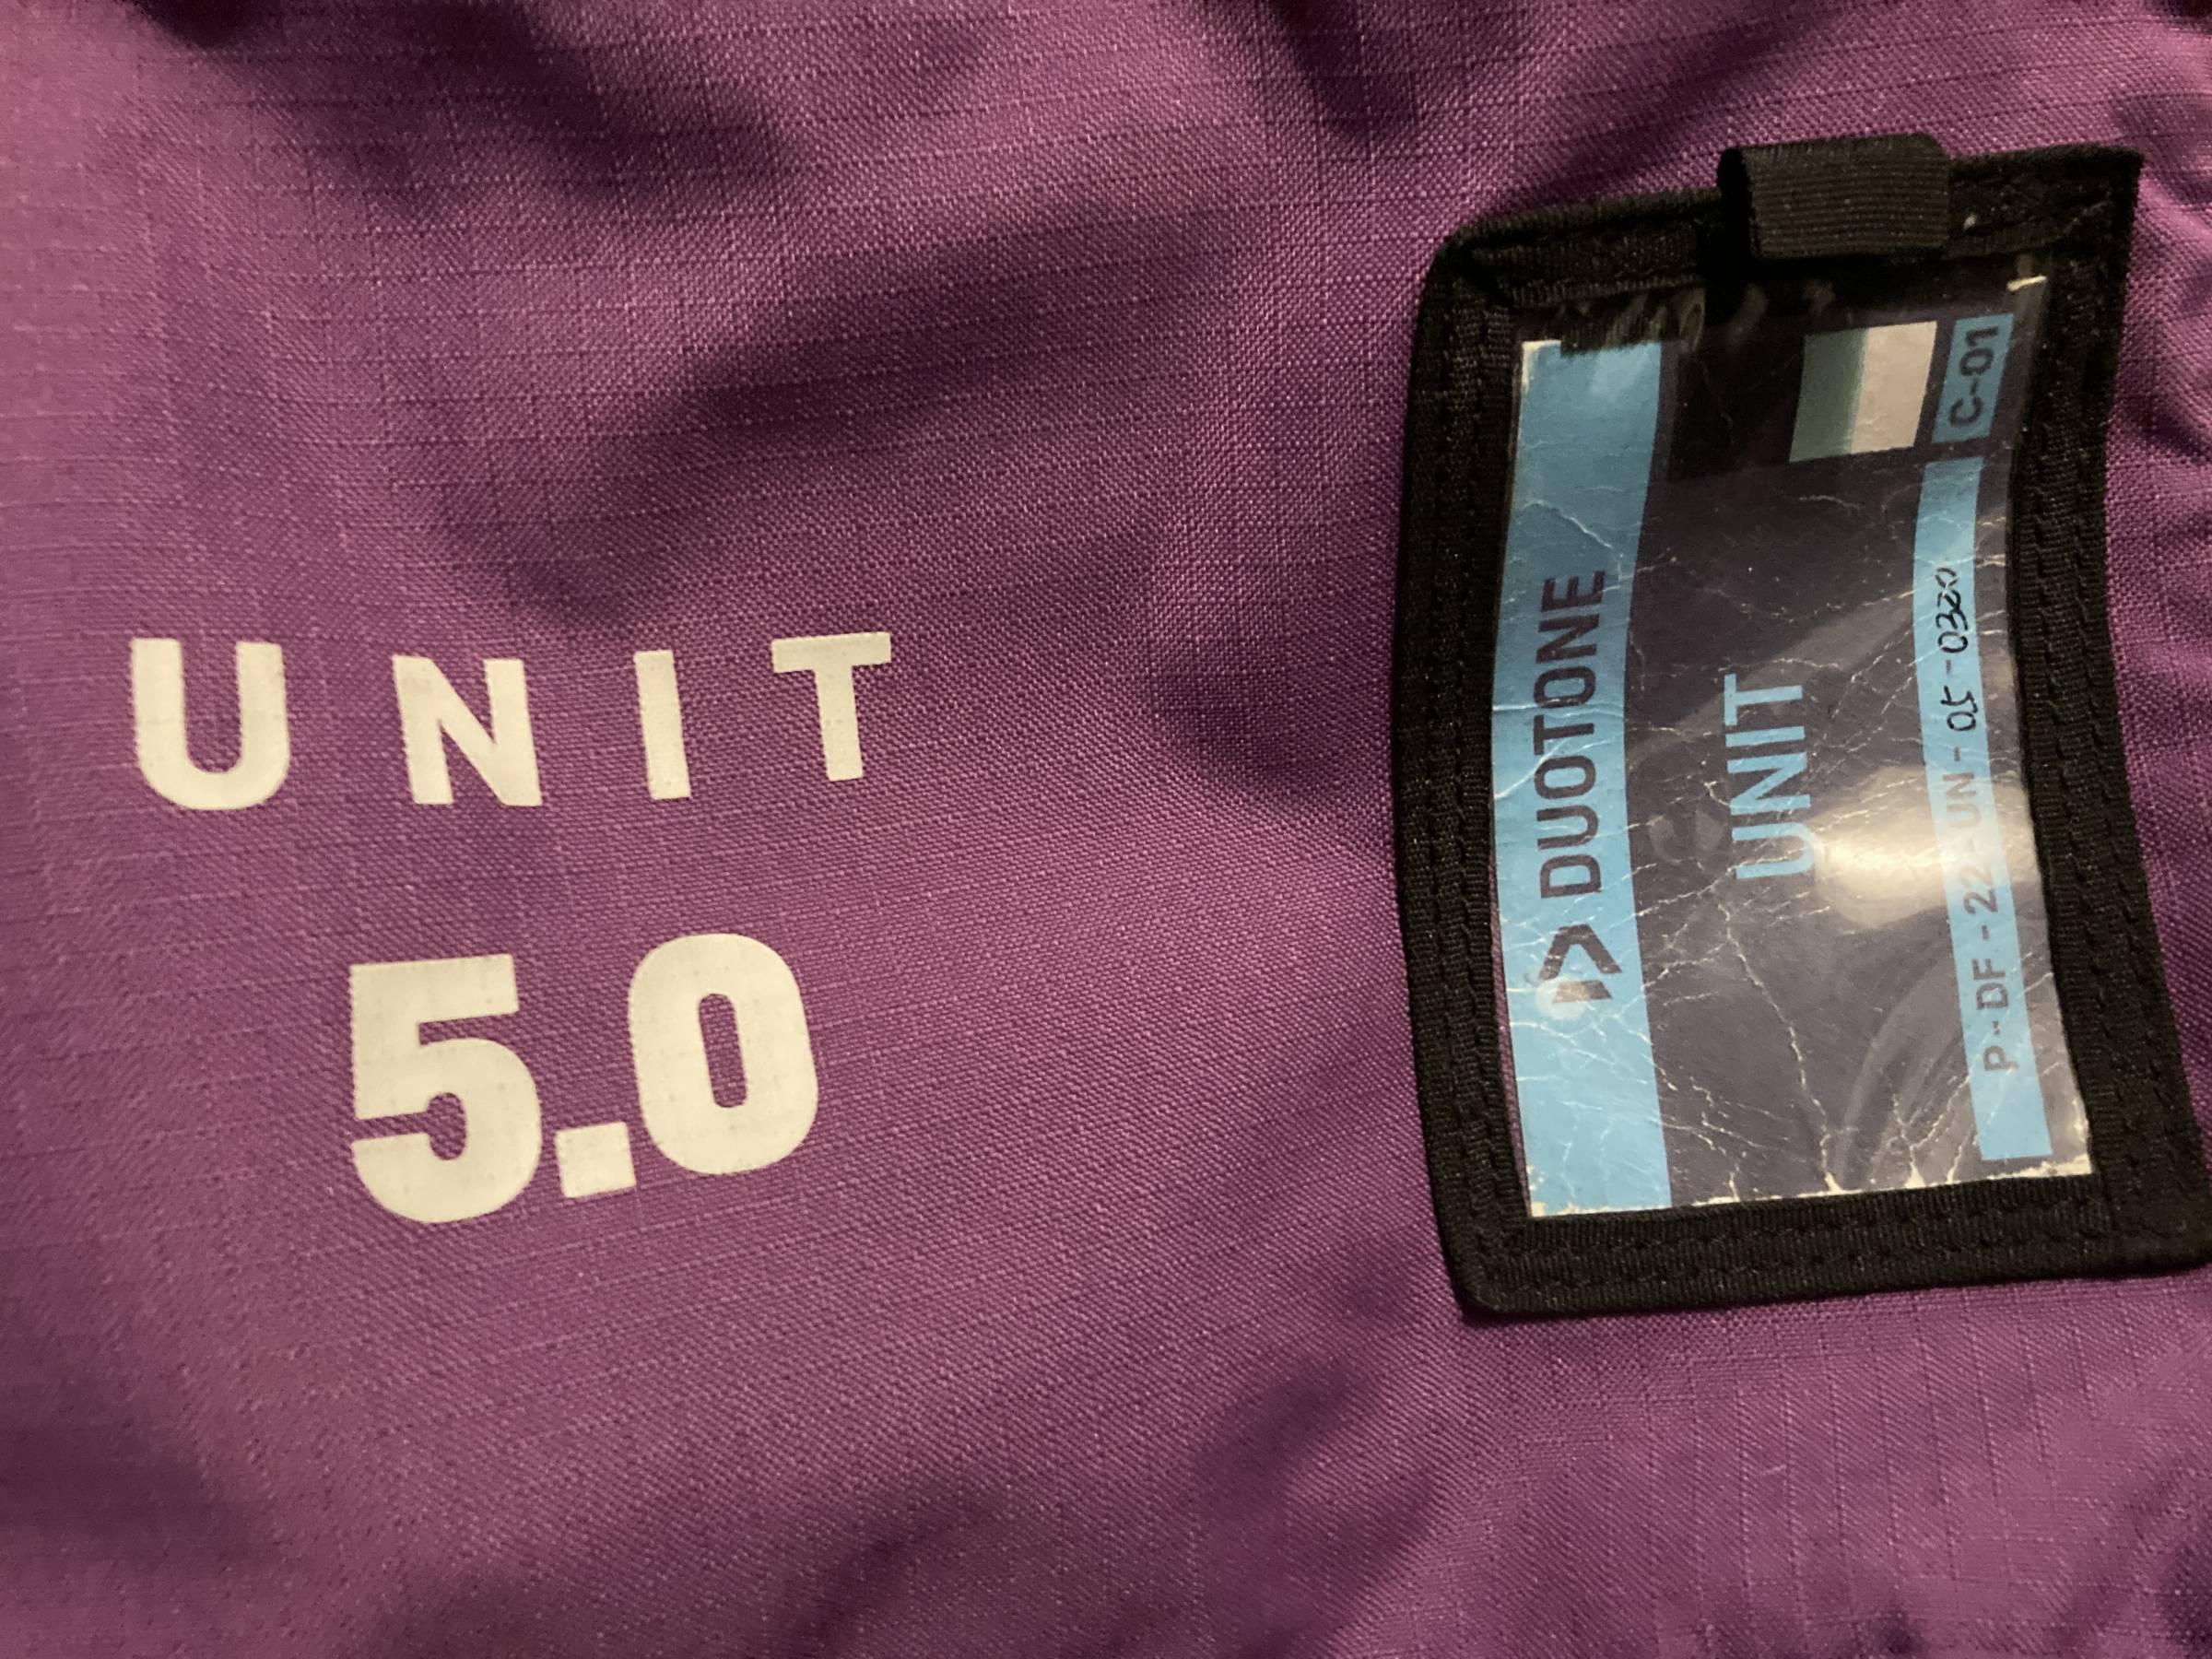 UNIT
5.0
DUOTONE
UNIT
C-01
P-DF-22-UN-05-0320